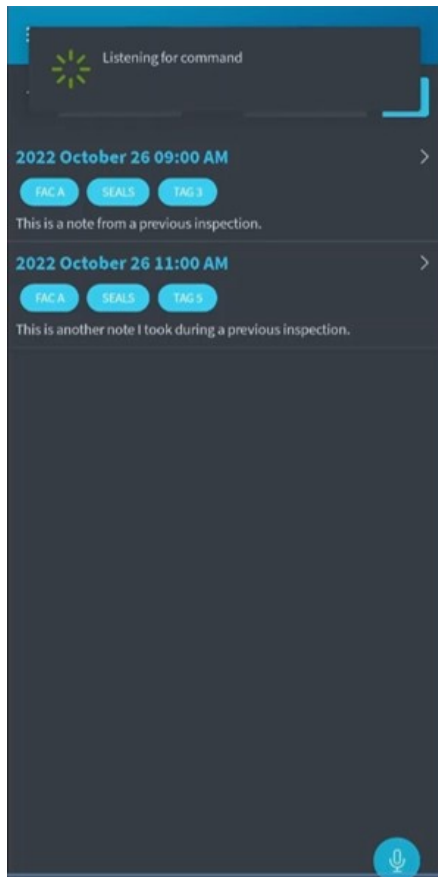 Listening for command
2022 October 26 09:00 AM
FAC A SEALS TAG 3
This is a note from a previous inspection.
2022 October 26 11:00 AM
FAC A SEALS TAG 5
This is another note I took during a previous inspection.